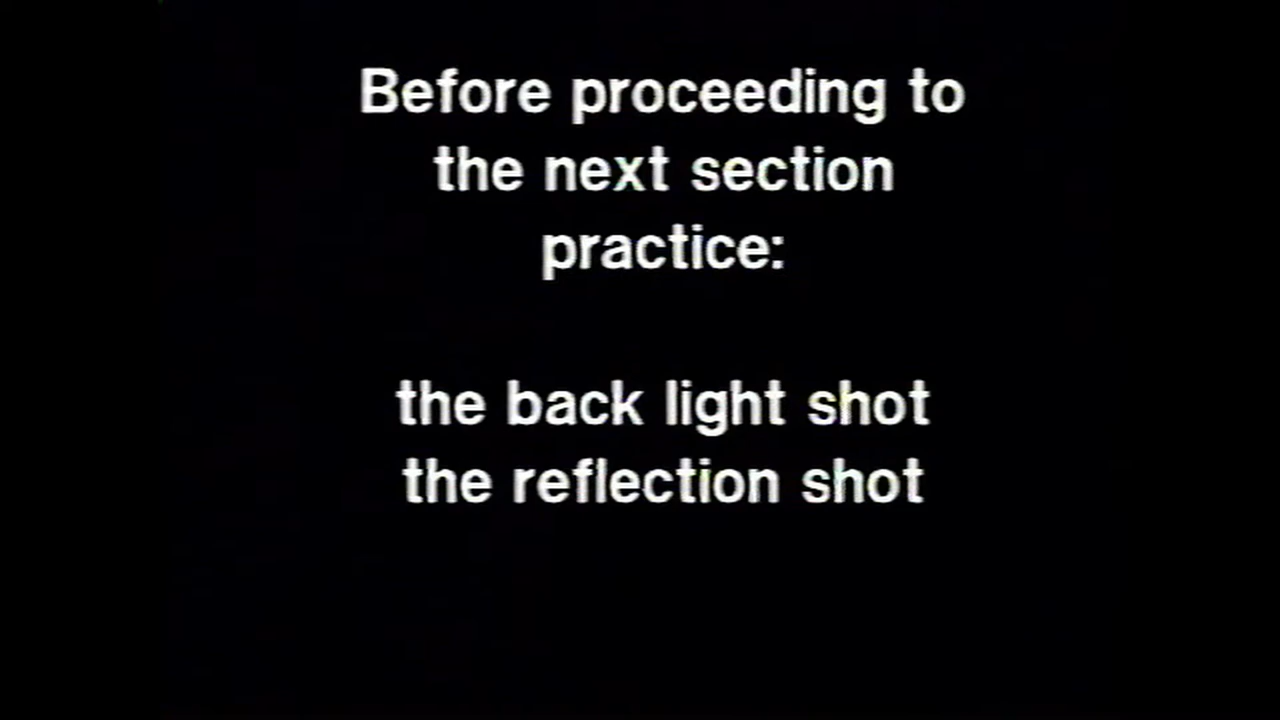 Before proceeding to
the next section
practice:
the back light shot
the reflection shot